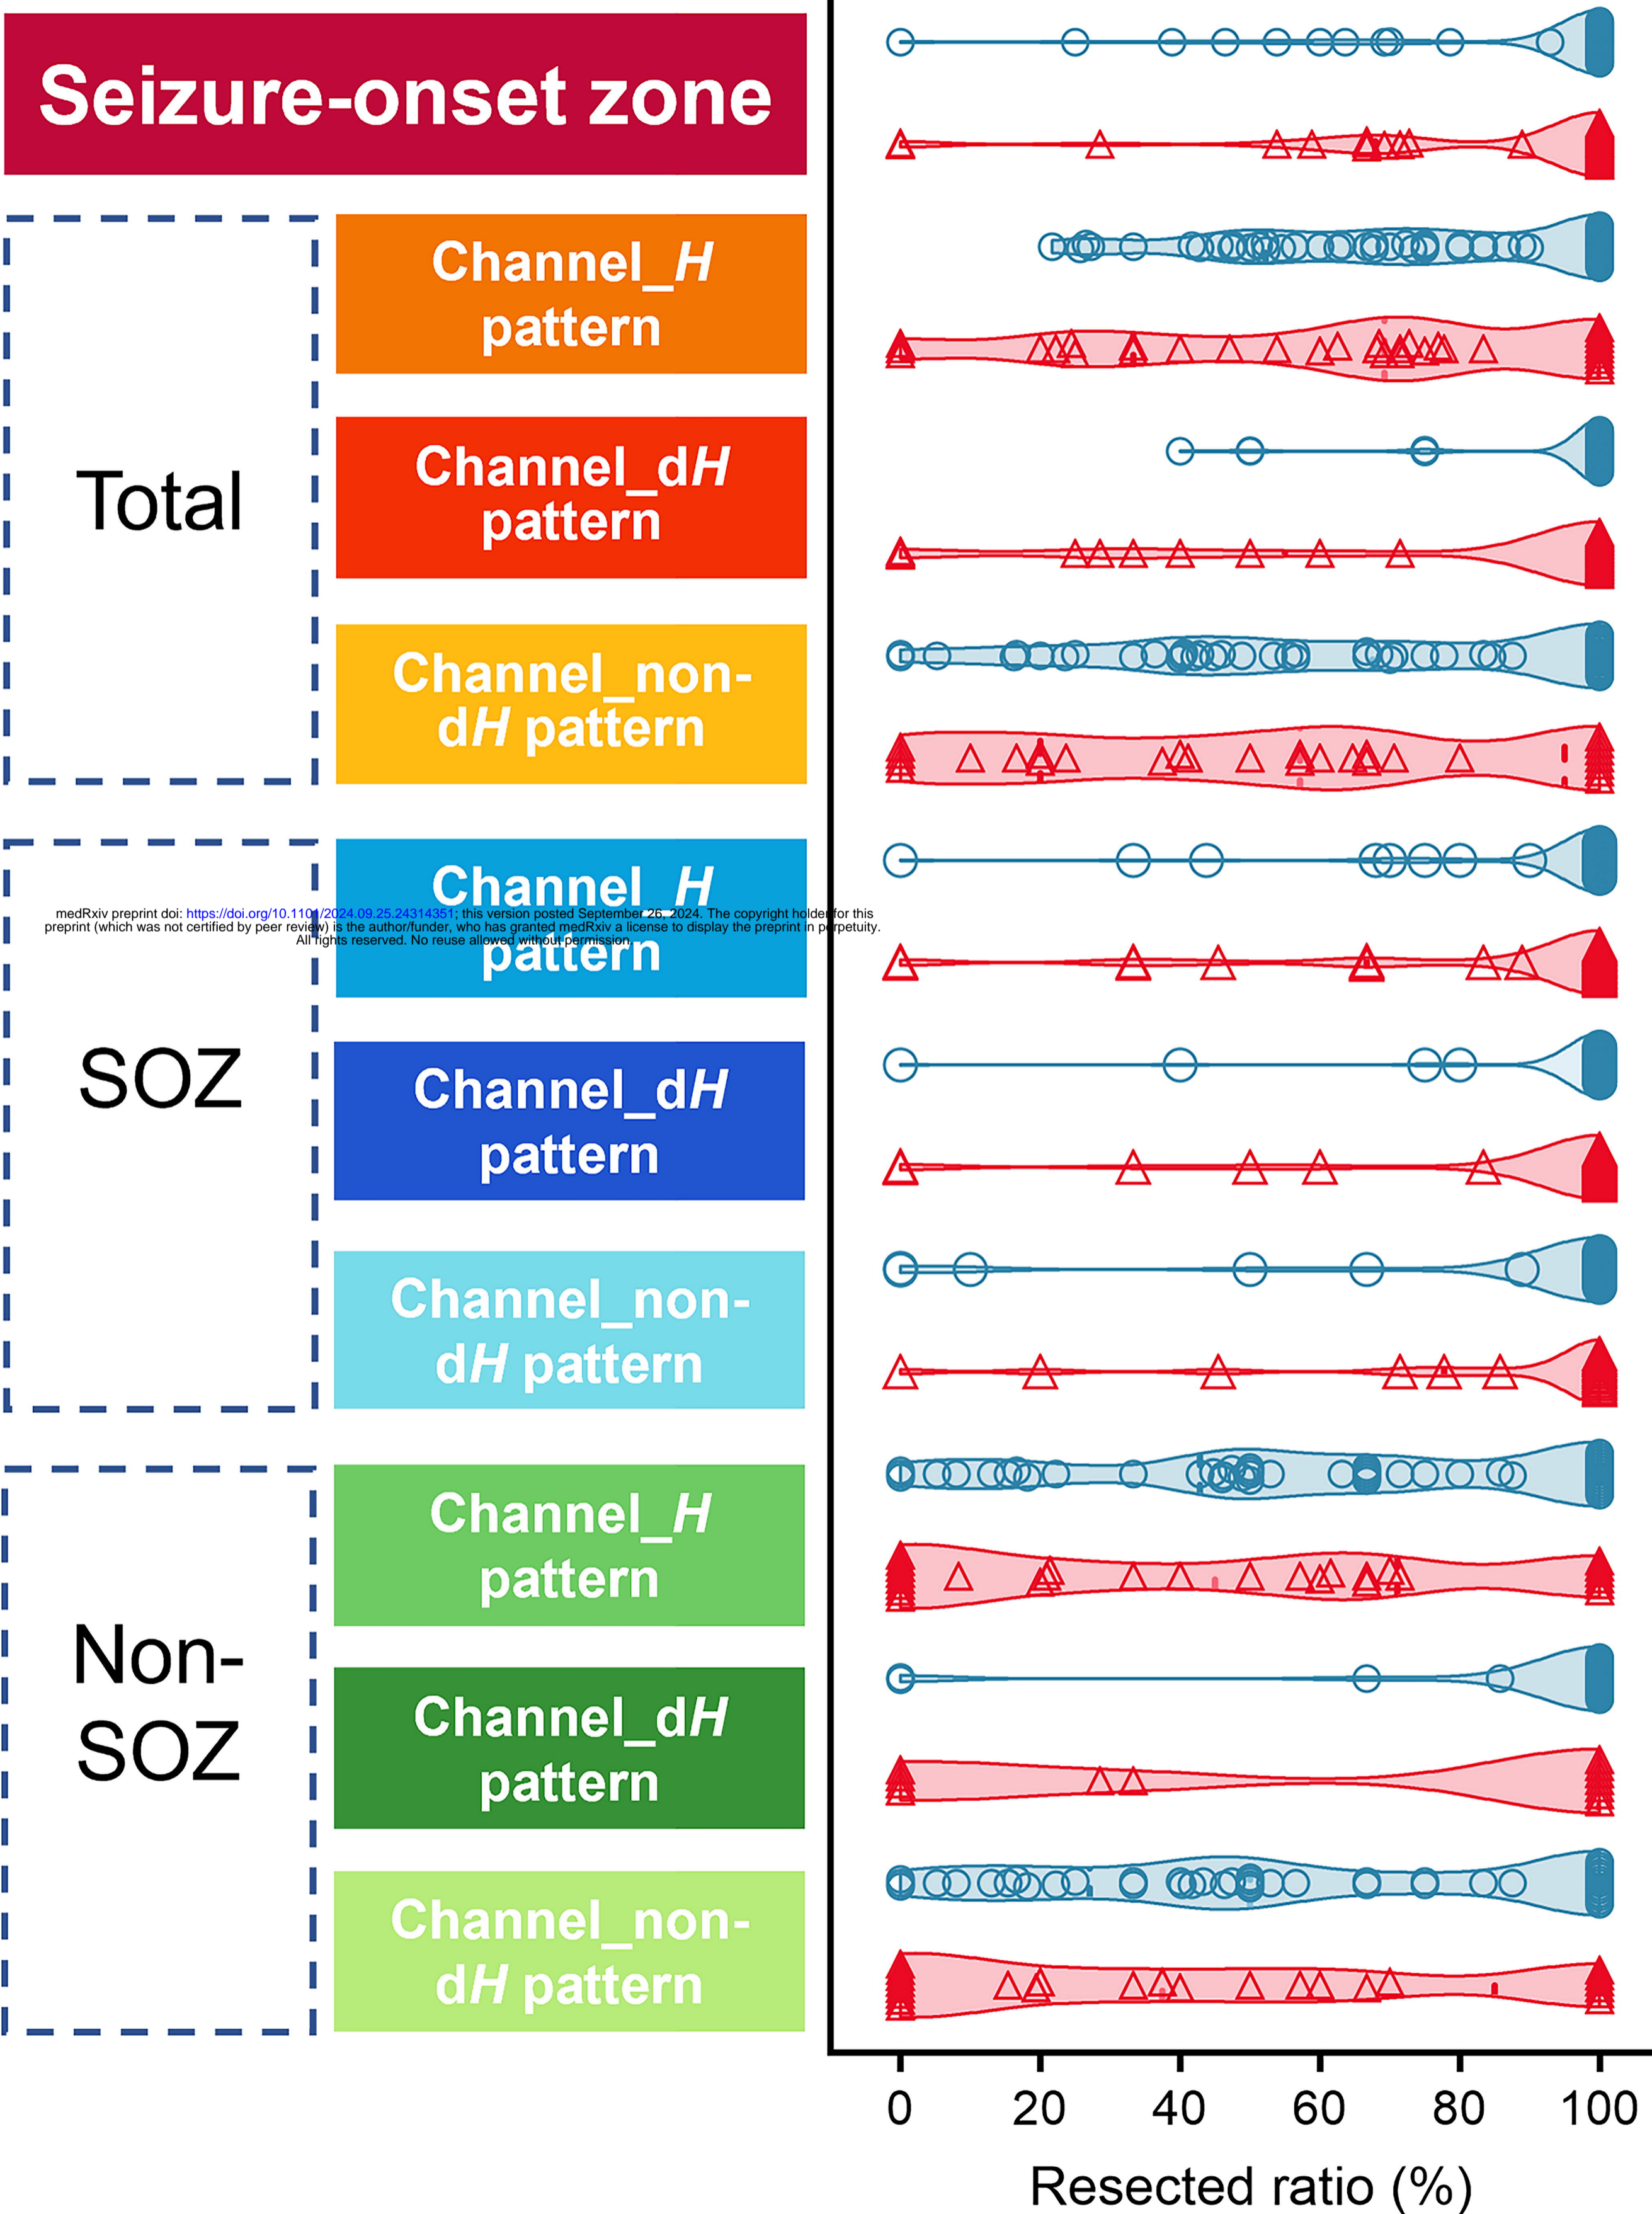 Seizure-onset zone
Total
Channel_H
pattern
Channel_dH
pattern
Channel_non-
dH pattern
SOZ
Channel_H
pattern
medRxiv preprint doi: https://doi.org/10.1101/2024.09.25.24314351; this version posted September 26, 2024. The copyright holder for this
preprint (which was not certified by peer review) is the author/funder, who has granted medRxiv a license to display the preprint in perpetuity.
All rights reserved. No reuse allowed without permission.
Channel_dH
pattern
Channel_non-
dH pattern
Non-
SOZ
Channel_H
pattern
Channel_dH
pattern
Channel_non-
dH pattern
0 20 40 60 80 100
Resected ratio (%)